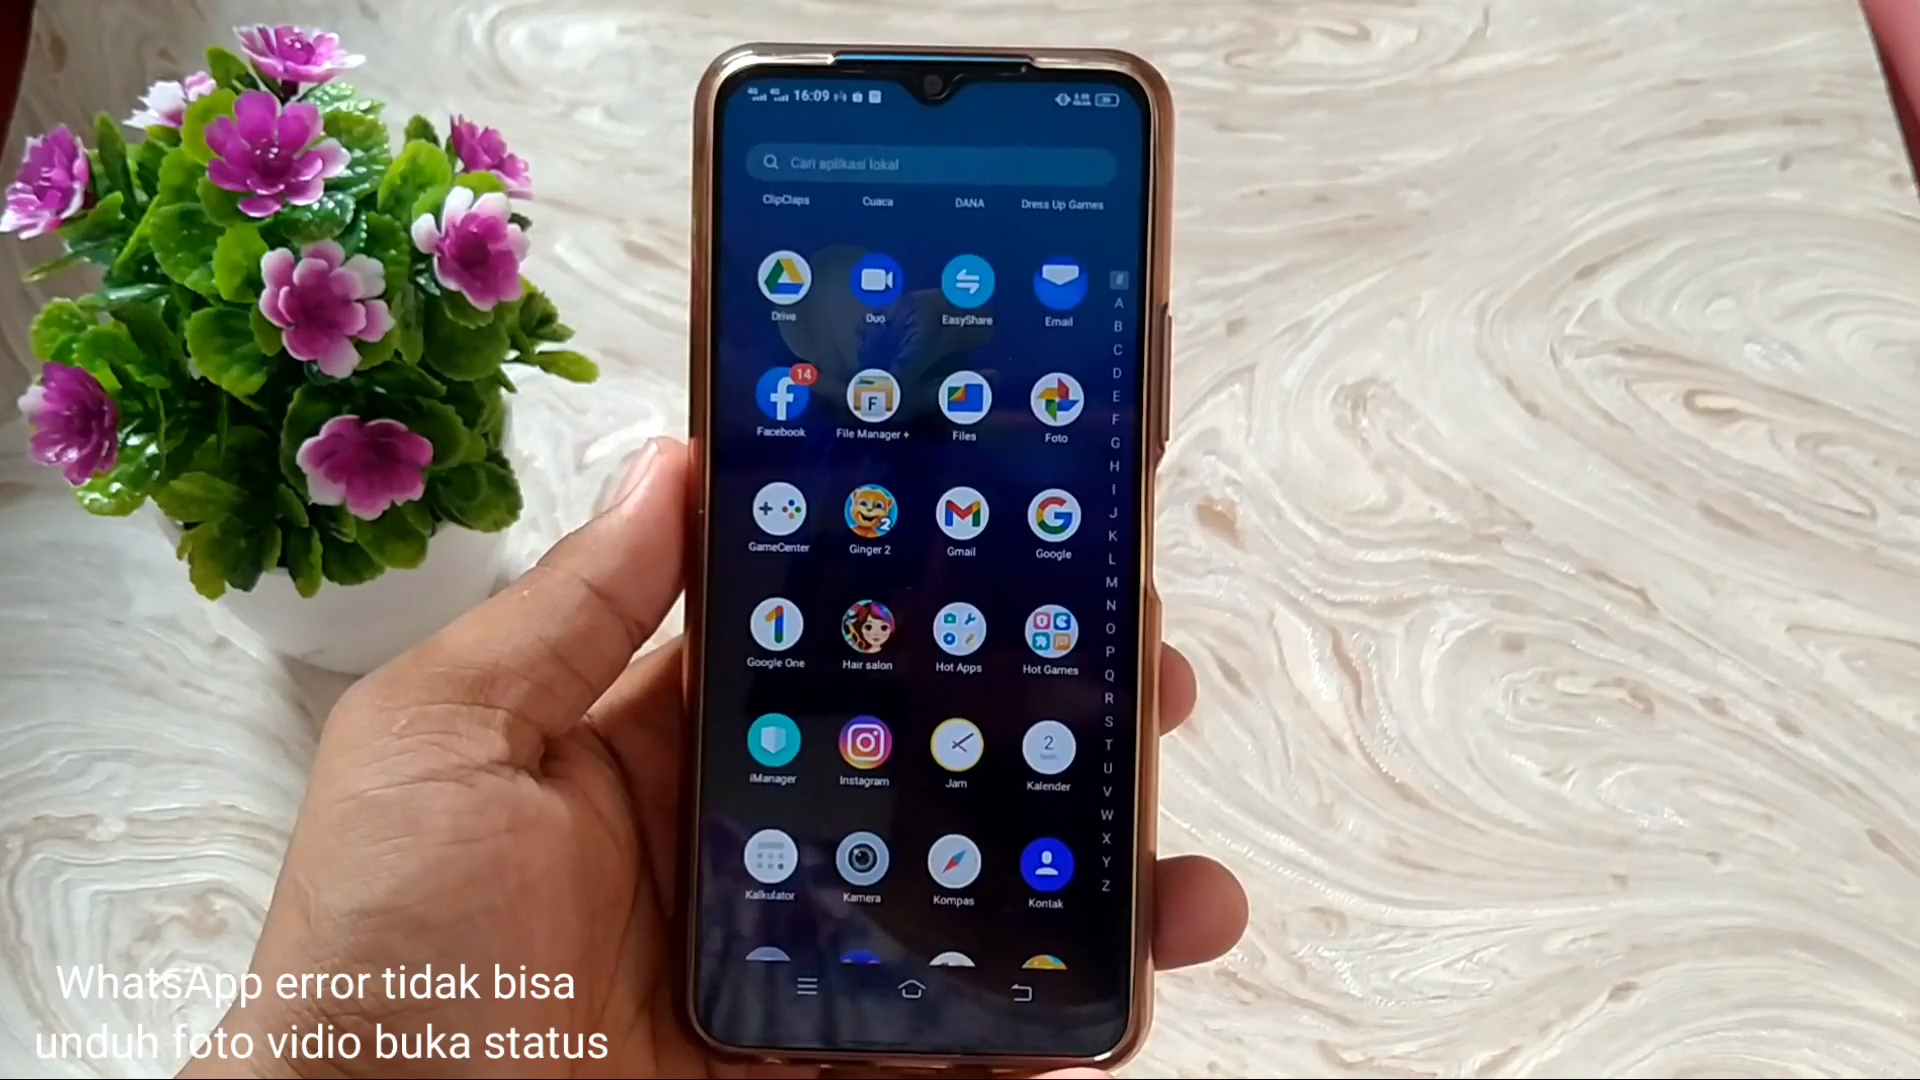 16:09
Cari aplikasi lokal
ClipClaps Cuaca DANA Dress Up Games
Drive Duo EasyShare Email
14
Facebook File Manager + Files Foto
F
GameCenter Ginger 2 Gmail Google
2
Google One Hair salon Hot Apps Hot Games
iManager Instagram Jam Kalender
2
Kalkulator Kamera Kompas Kontak
#
A
B
C
D
E
F
G
H
I
J
K
L
M
N
O
P
Q
R
S
T
U
V
W
X
Y
Z
WhatsApp error tidak bisa
unduh foto vidio buka status